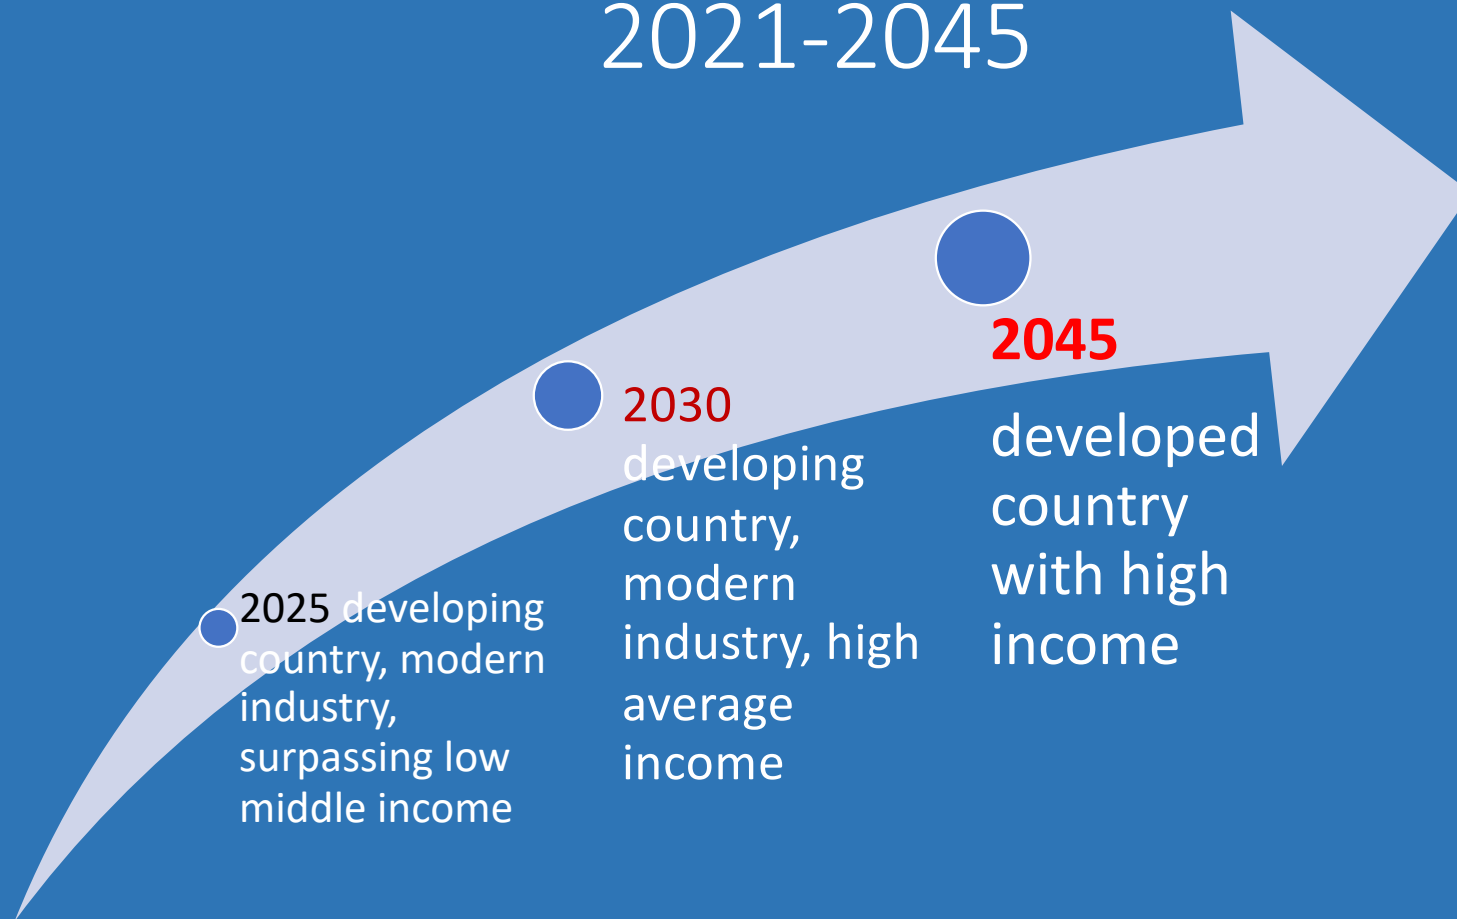 2021-2045
2025 developing
country, modern
industry,
surpassing low
middle income
2030
developing
country,
modern
industry, high
average
income
2045
developed
country
with high
income